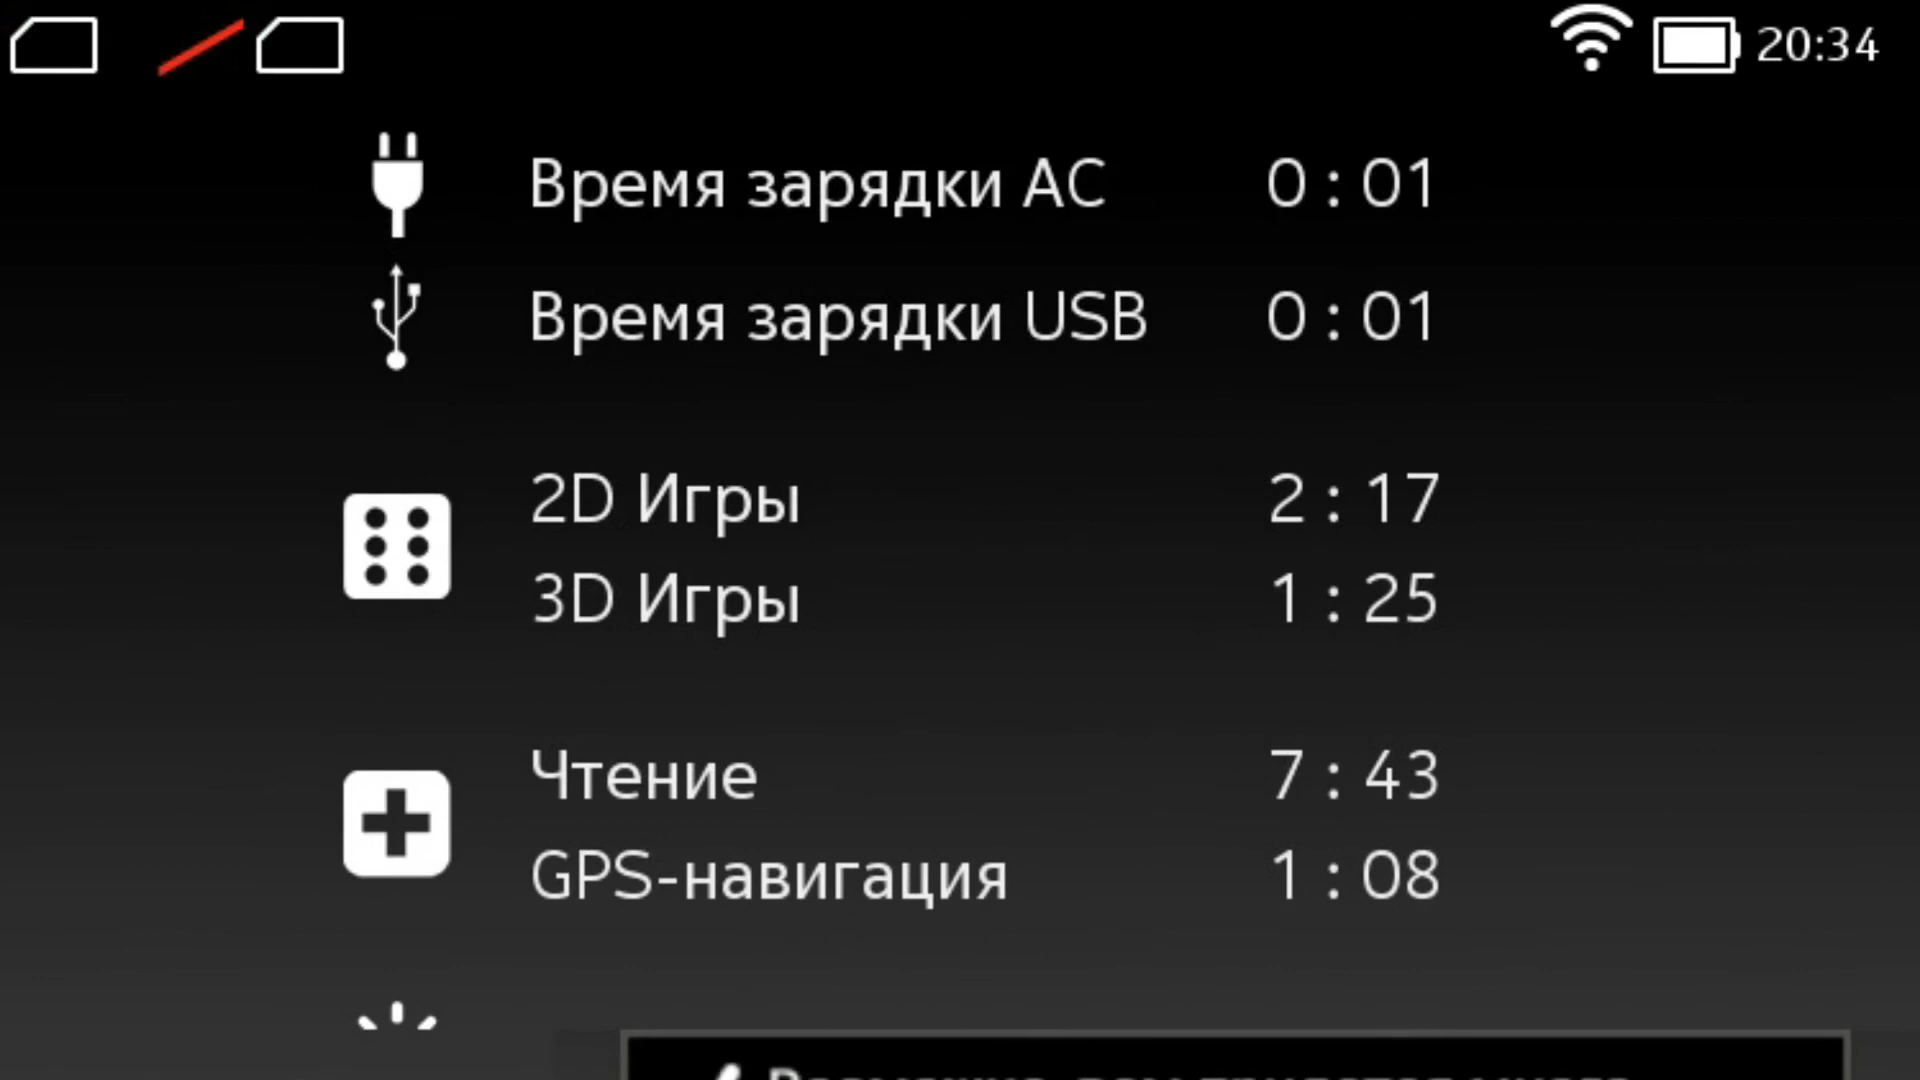 20:34
Время зарядки AC 0 : 01
Время зарядки USB 0 : 01
2D Игры 2 : 17
3D Игры 1 : 25
Чтение 7 : 43
GPS-навигация 1 : 08